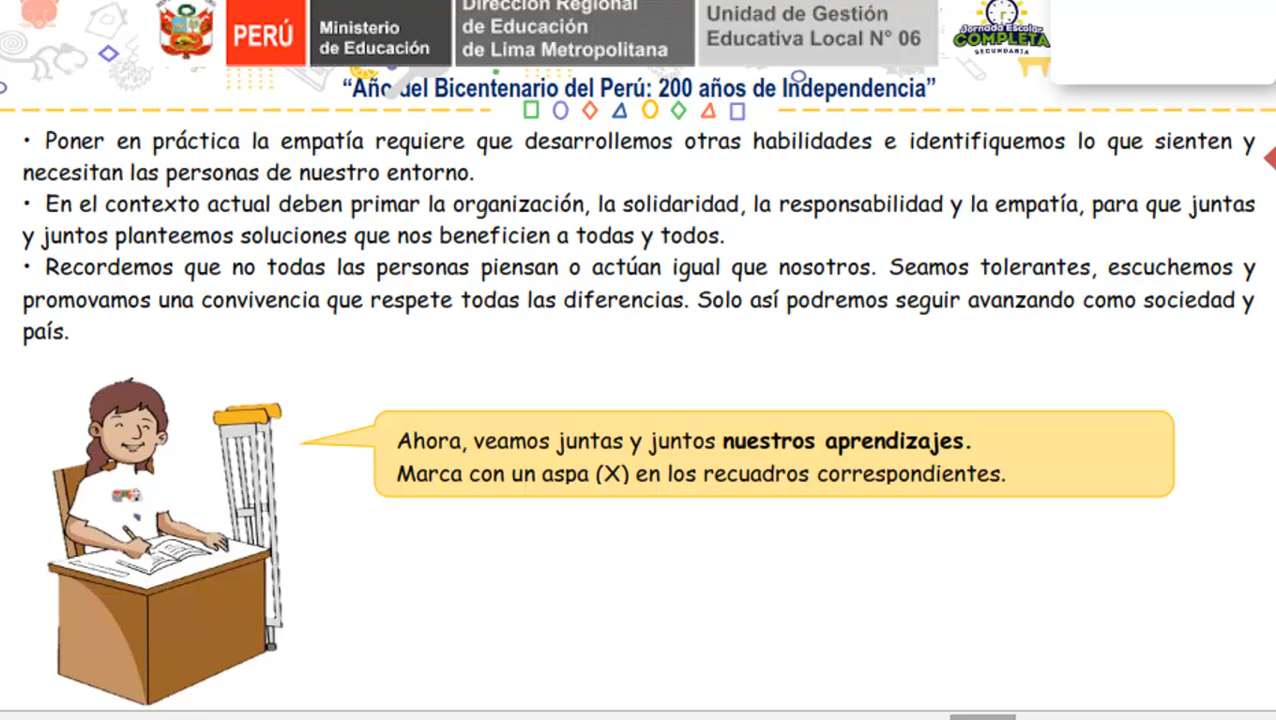 PERÚ
Ministerio
de Educación
Dirección Regional
de Educación
de Lima Metropolitana
Unidad de Gestión
Educativa Local N° 06
Jornada Escolar
COMPLETA
SECUNDARIA
“Año del Bicentenario del Perú: 200 años de Independencia”
• Poner en práctica la empatía requiere que desarrollemos otras habilidades e identifiquemos lo que sienten y
necesitan las personas de nuestro entorno.
• En el contexto actual deben primar la organización, la solidaridad, la responsabilidad y la empatía, para que juntas
y juntos planteemos soluciones que nos beneficien a todas y todos.
• Recordemos que no todas las personas piensan o actúan igual que nosotros. Seamos tolerantes, escuchemos y
promovamos una convivencia que respete todas las diferencias. Solo así podremos seguir avanzando como sociedad y
país.
Ahora, veamos juntas y juntos nuestros aprendizajes.
Marca con un aspa (X) en los recuadros correspondientes.